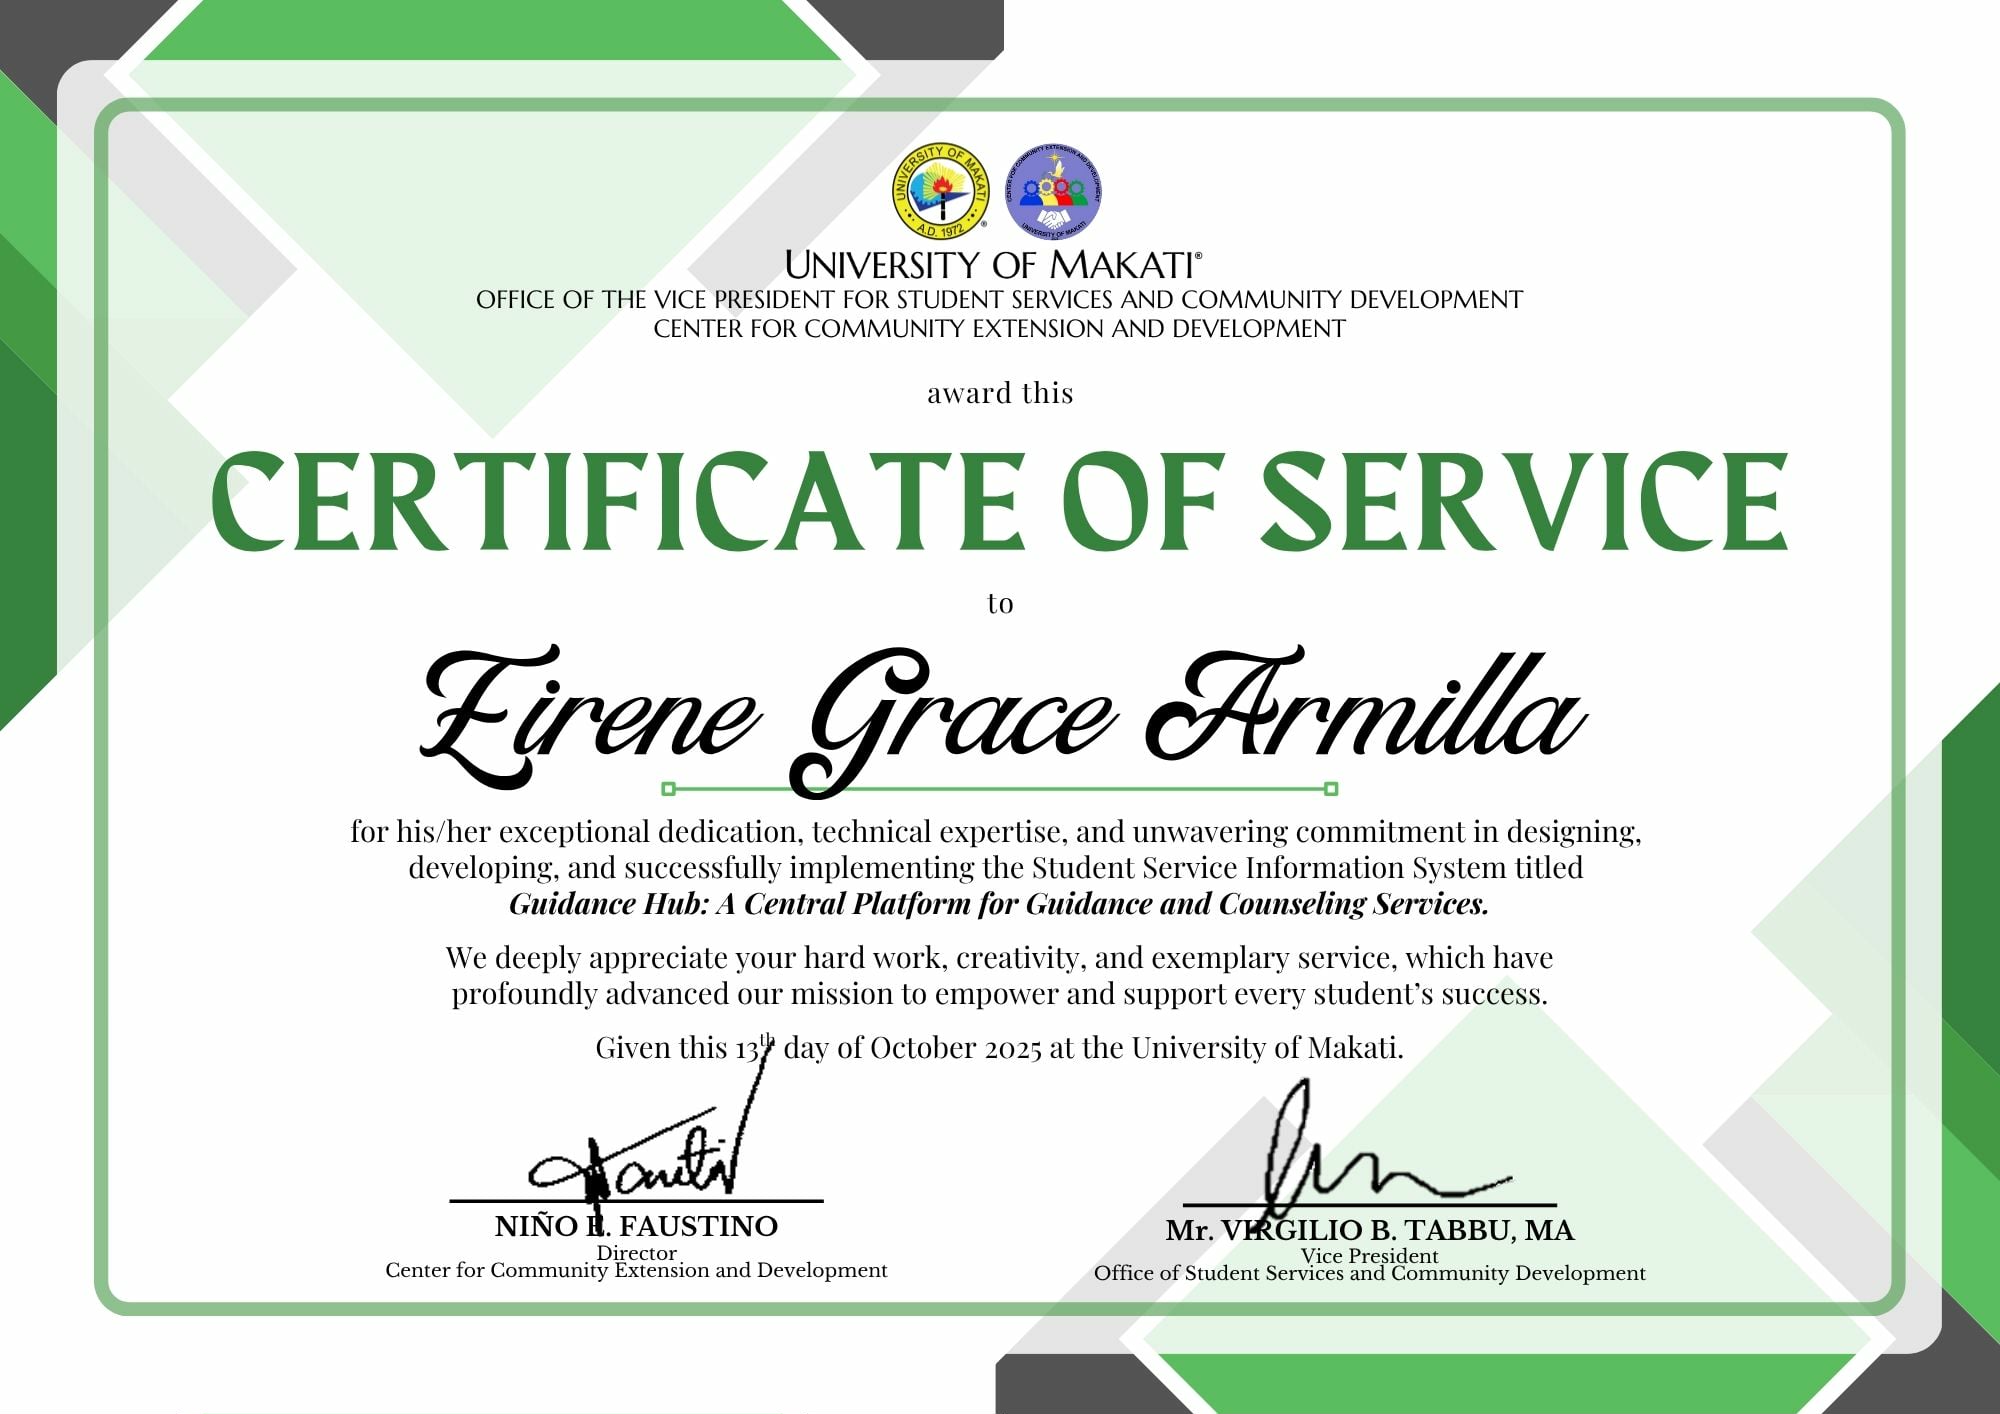 UNIVERSITY OF MAKATI
A.D. 1972
®
CENTER FOR COMMUNITY EXTENSION AND DEVELOPMENT
UNIVERSITY OF MAKATI
UNIVERSITY OF MAKATI®
OFFICE OF THE VICE PRESIDENT FOR STUDENT SERVICES AND COMMUNITY DEVELOPMENT
CENTER FOR COMMUNITY EXTENSION AND DEVELOPMENT
award this
CERTIFICATE OF SERVICE
to
Eirene Grace Armilla
for his/her exceptional dedication, technical expertise, and unwavering commitment in designing,
developing, and successfully implementing the Student Service Information System titled
Guidance Hub: A Central Platform for Guidance and Counseling Services.
We deeply appreciate your hard work, creativity, and exemplary service, which have
profoundly advanced our mission to empower and support every student’s success.
Given this 13th day of October 2025 at the University of Makati.
NIÑO E. FAUSTINO
Director
Center for Community Extension and Development
Mr. VIRGILIO B. TABBU, MA
Vice President
Office of Student Services and Community Development